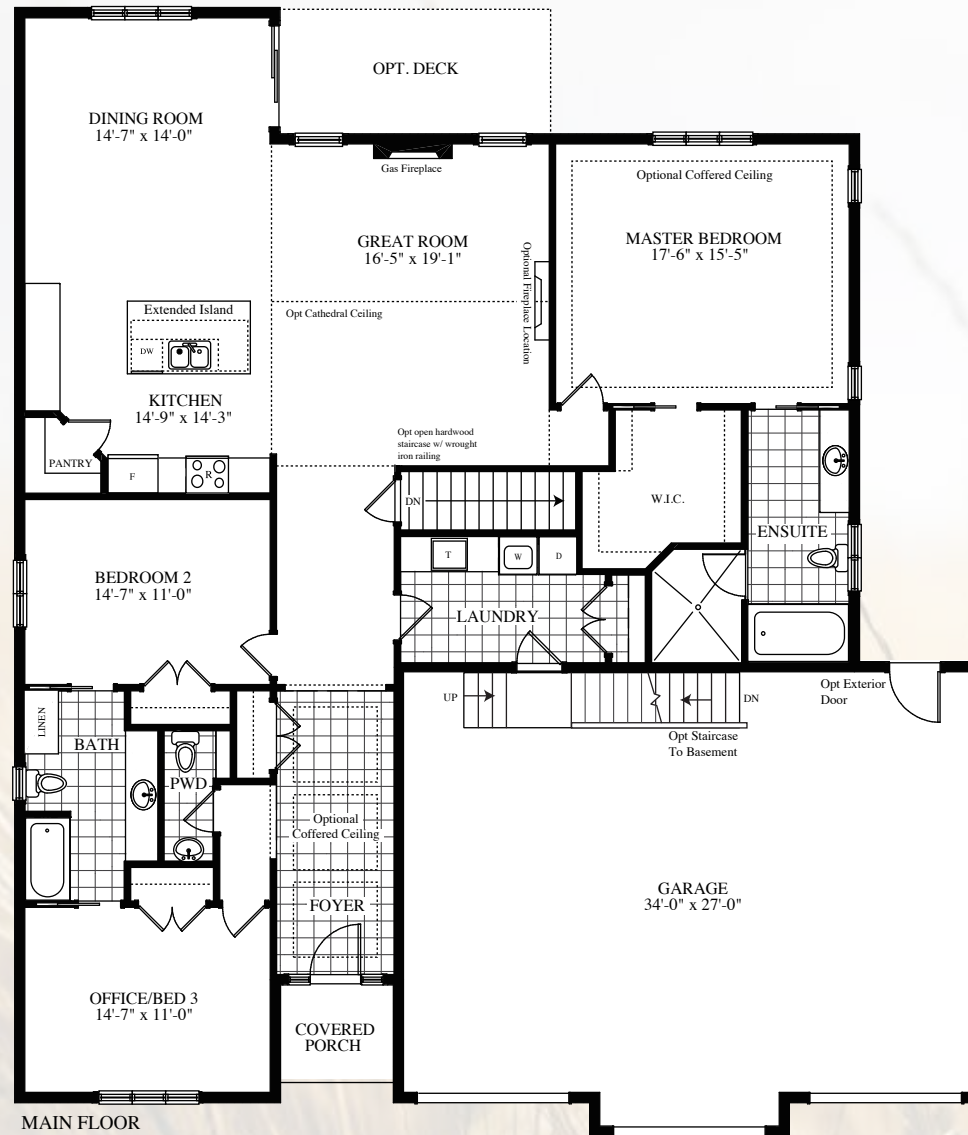 OPT. DECK
DINING ROOM
14'-7" x 14'-0"
Gas Fireplace
Optional Coffered Ceiling
GREAT ROOM
16'-5" x 19'-1"
MASTER BEDROOM
17'-6" x 15'-5"
Optional Fireplace Location
Extended Island
Opt Cathedral Ceiling
DW
KITCHEN
14'-9" x 14'-3"
Opt open hardwood
staircase w/ wrought
iron railing
PANTRY
F
R
DN
W.I.C.
ENSUITE
T
W
D
BEDROOM 2
14'-7" x 11'-0"
LAUNDRY
UP
DN
Opt Exterior
Door
LINEN
BATH
Opt Staircase
To Basement
PWD
Optional
Coffered Ceiling
GARAGE
34'-0" x 27'-0"
FOYER
OFFICE/BED 3
14'-7" x 11'-0"
COVERED
PORCH
MAIN FLOOR